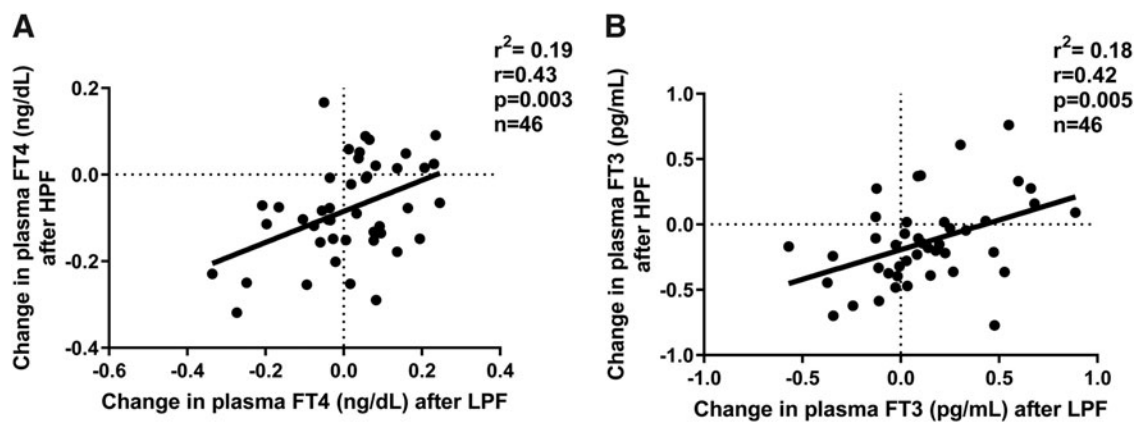 A
r²= 0.19
r=0.43
p=0.003
n=46
Change in plasma FT4 (ng/dL)
after HPF
0.2
0.0
-0.2
-0.4
-0.6
-0.4
-0.2
0.0
0.2
0.4
Change in plasma FT4 (ng/dL) after LPF
B
r²= 0.18
r=0.42
p=0.005
n=46
Change in plasma FT3 (pg/mL)
after HPF
1.0
0.5
0.0
-0.5
-1.0
-1.0
-0.5
0.0
0.5
1.0
Change in plasma FT3 (pg/mL) after LPF